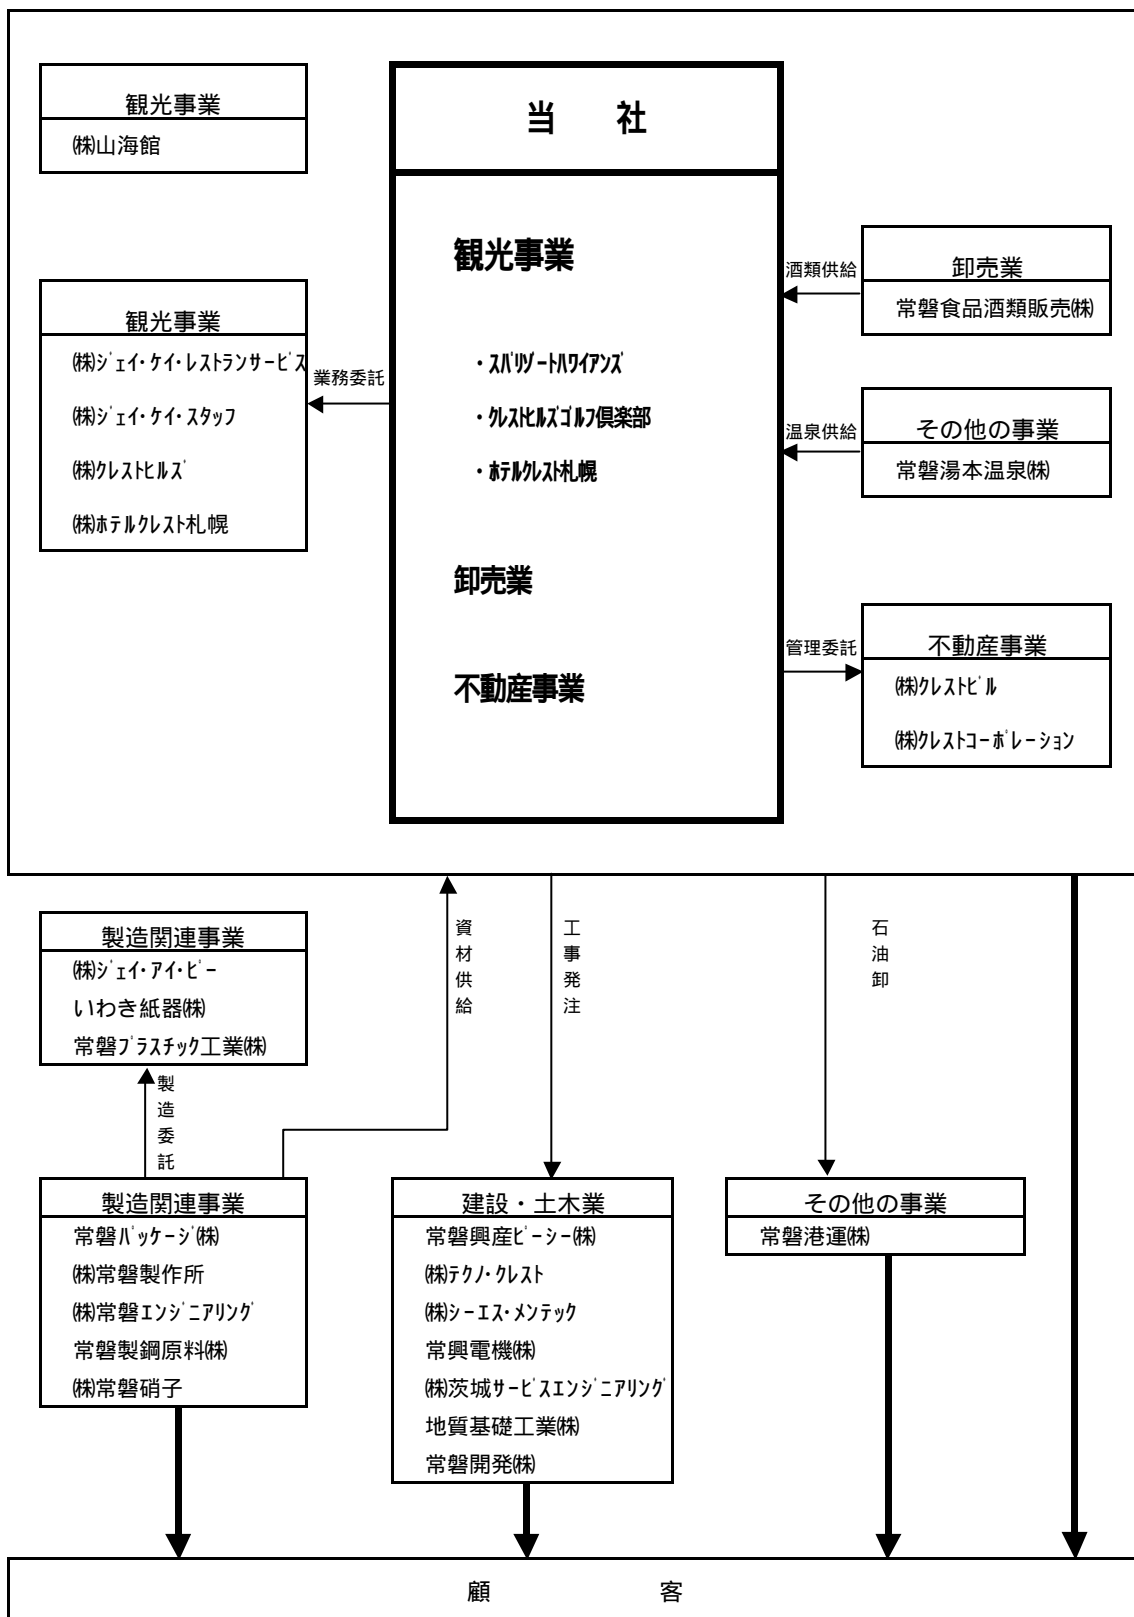 観光事業
㈱山海館
観光事業
㈱ｼﾞｪｲ・ｹｲ・ﾚｽﾄﾗﾝｻｰﾋﾞｽ
㈱ｼﾞｪｲ・ｹｲ・ｽﾀｯﾌ
㈱ｸﾚｽﾄﾋﾙｽﾞ
㈱ﾎﾃﾙｸﾚｽﾄ札幌
業務委託
当　社
観光事業
・ｽﾊﾟﾘｿﾞｰﾄﾊﾜｲｱﾝｽﾞ
・ｸﾚｽﾄﾋﾙｽﾞｺﾞﾙﾌ倶楽部
・ﾎﾃﾙｸﾚｽﾄ札幌
卸売業
不動産事業
酒類供給
卸売業
常磐食品酒類販売㈱
温泉供給
その他の事業
常磐湯本温泉㈱
管理委託
不動産事業
㈱ｸﾚｽﾄﾋﾞﾙ
㈱ｸﾚｽﾄｺｰﾎﾟﾚｰｼｮﾝ
資材供給
工事発注
石油卸
製造関連事業
㈱ｼﾞｪｲ・ｱｲ・ﾋﾟｰ
いわき紙器㈱
常磐ﾌﾟﾗｽﾁｯｸ工業㈱
製造委託
製造関連事業
常磐ﾊﾟｯｹｰｼﾞ㈱
㈱常磐製作所
㈱常磐ｴﾝｼﾞﾆｱﾘﾝｸﾞ
常磐製鋼原料㈱
㈱常磐硝子
建設・土木業
常磐興産ﾋﾟｰｼｰ㈱
㈱ﾃｸﾉ・ｸﾚｽﾄ
㈱ｼｰｴｽ・ﾒﾝﾃｯｸ
常興電機㈱
㈱茨城ｻｰﾋﾞｽｴﾝｼﾞﾆｱﾘﾝｸﾞ
地質基礎工業㈱
常磐開発㈱
その他の事業
常磐港運㈱
顧　客